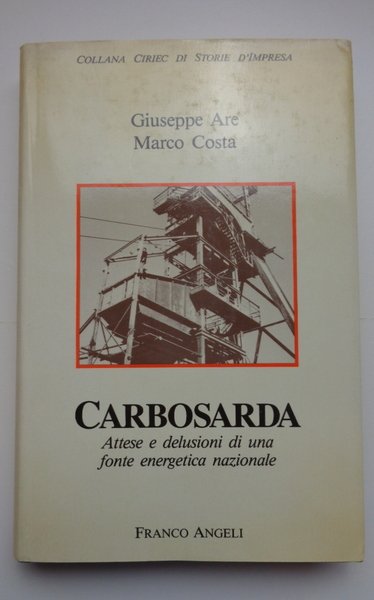 COLLANA CIRIEC DI STORIE D'IMPRESA
Giuseppe Are
Marco Costa
CARBOSARDA
Attese e delusioni di una
fonte energetica nazionale
FRANCO ANGELI